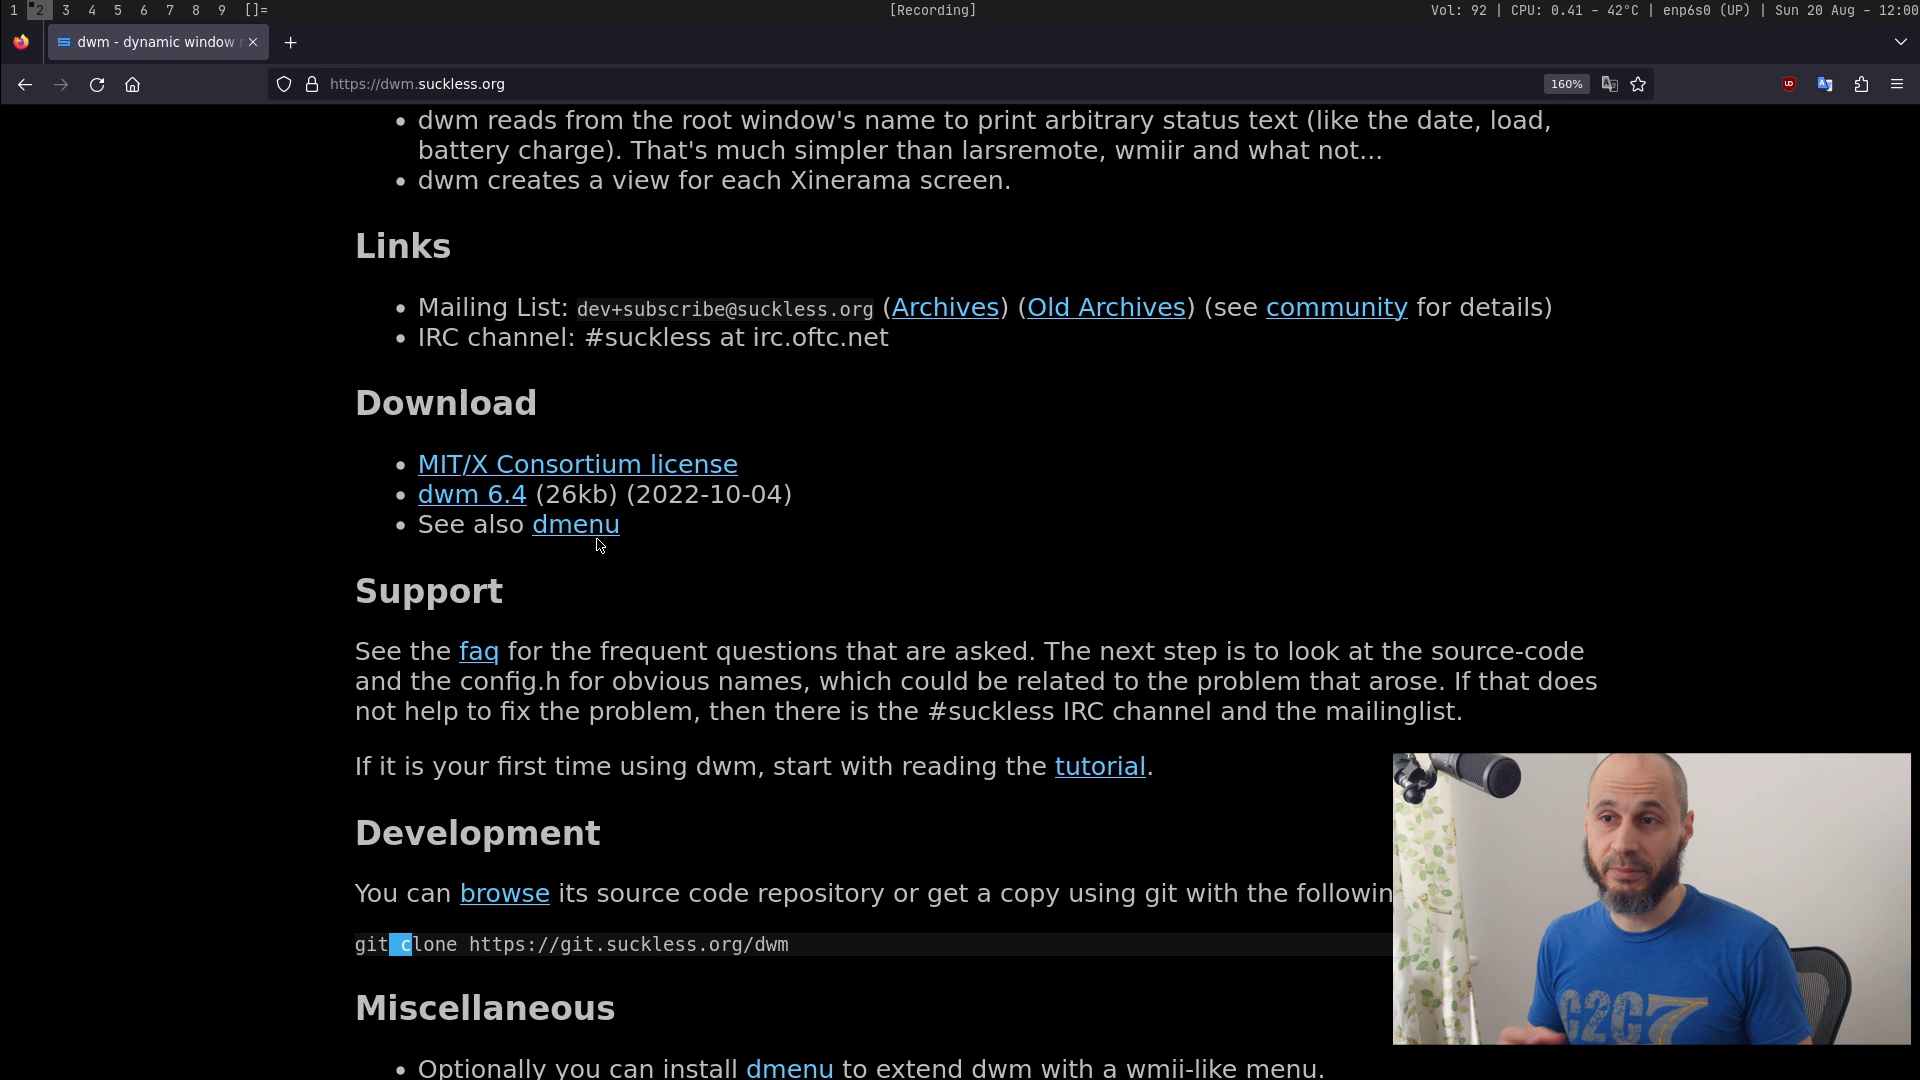 1 2 3 4 5 6 7 8 9 []= [Recording] Vol: 92 | CPU: 0.41 - 42°C | enp6s0 (UP) | Sun 20 Aug - 12:00
dwm - dynamic window
https://dwm.suckless.org 160%
• dwm reads from the root window's name to print arbitrary status text (like the date, load,
battery charge). That's much simpler than larsremote, wmiir and what not...
• dwm creates a view for each Xinerama screen.
Links
• Mailing List: dev+subscribe@suckless.org (Archives) (Old Archives) (see community for details)
• IRC channel: #suckless at irc.oftc.net
Download
• MIT/X Consortium license
• dwm 6.4 (26kb) (2022-10-04)
• See also dmenu
Support
See the faq for the frequent questions that are asked. The next step is to look at the source-code
and the config.h for obvious names, which could be related to the problem that arose. If that does
not help to fix the problem, then there is the #suckless IRC channel and the mailinglist.
If it is your first time using dwm, start with reading the tutorial.
Development
You can browse its source code repository or get a copy using git with the followin
git clone https://git.suckless.org/dwm
C2C7
Miscellaneous
• Optionally you can install dmenu to extend dwm with a wmii-like menu.